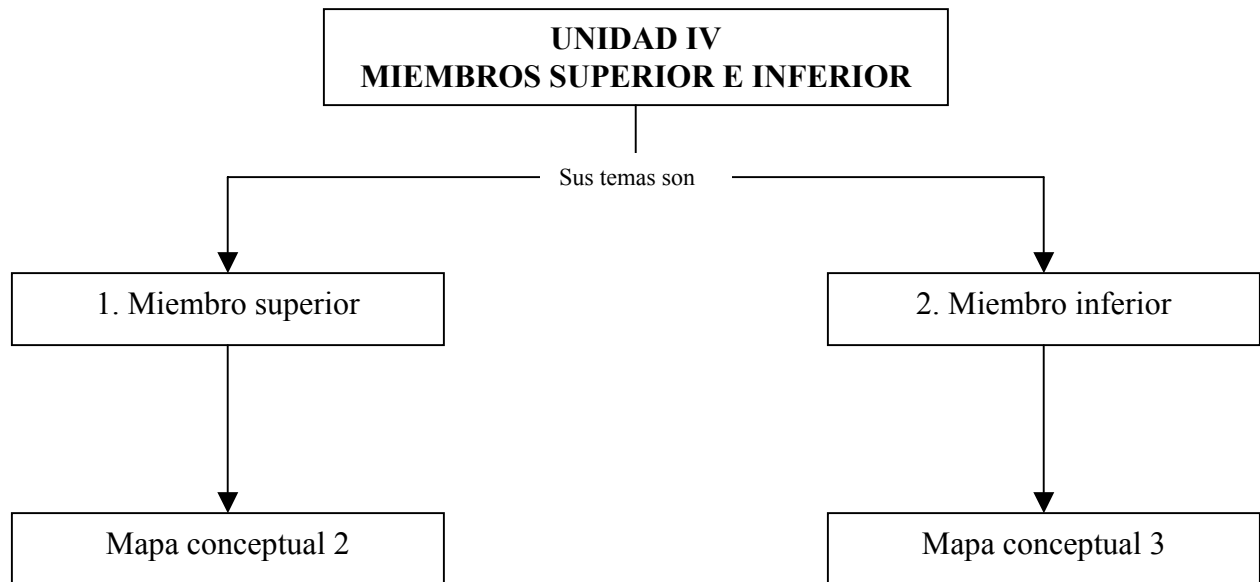 UNIDAD IV
MIEMBROS SUPERIOR E INFERIOR
Sus temas son
1. Miembro superior
2. Miembro inferior
Mapa conceptual 2
Mapa conceptual 3